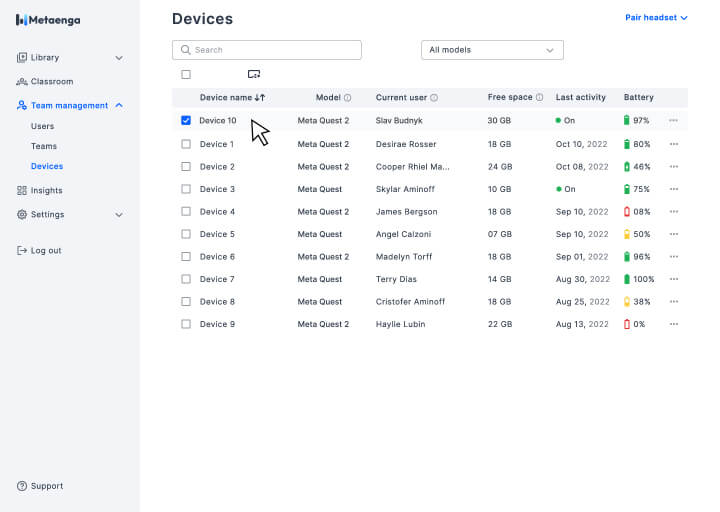 Metaenga
Library
Classroom
Team management
Users
Teams
Devices
Insights
Settings
Log out
Support
Devices
Pair headset
Search
All models
Device name Model Current user Free space Last activity Battery
Device 10 Meta Quest 2 Slav Budnyk 30 GB On 97%
Device 1 Meta Quest 2 Desirae Rosser 18 GB Oct 10, 2022 80%
Device 2 Meta Quest 2 Cooper Rhiel Ma... 24 GB Oct 08, 2022 46%
Device 3 Meta Quest Skylar Aminoff 10 GB On 75%
Device 4 Meta Quest 2 James Bergson 18 GB Sep 10, 2022 08%
Device 5 Meta Quest Angel Calzoni 07 GB Sep 10, 2022 50%
Device 6 Meta Quest 2 Madelyn Torff 18 GB Sep 01, 2022 96%
Device 7 Meta Quest Terry Dias 14 GB Aug 30, 2022 100%
Device 8 Meta Quest Cristofer Aminoff 18 GB Aug 25, 2022 38%
Device 9 Meta Quest 2 Haylie Lubin 22 GB Aug 13, 2022 0%